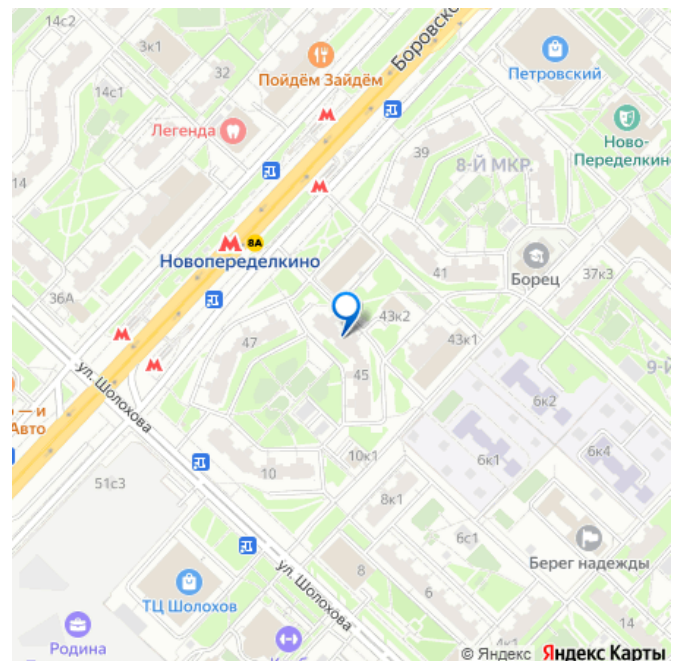 14с2
3к1
32
Пойдём Зайдём
Боровско
Петровский
14с1
Легенда
Ново-
Переделкин
39
8-Й МКР.
14
М
М
М
8А
Новопеределкино
41
Борец
37к3
36А
М
М
47
43к2
43к1
9-Й
ул. Шолохова
45
о — и
Авто
6к2
10
10к1
6к1
6к4
51с3
8к1
6с1
Берег надежды
ул. Шолохова
8
6
ТЦ Шолохов
14
Родина
© Яндекс Яндекс Карты